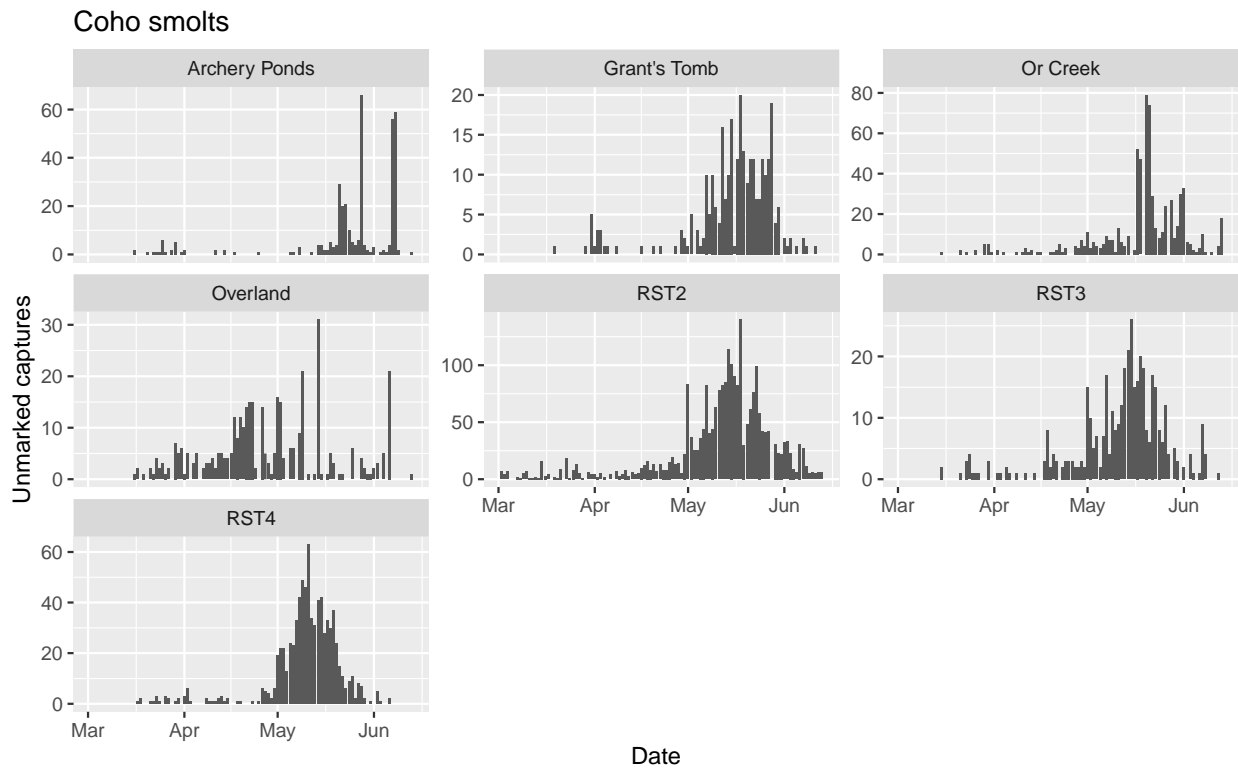 Coho smolts
Archery Ponds
Grant's Tomb
Or Creek
60
40
20
0
20
15
10
5
0
80
60
40
20
0
Overland
RST2
RST3
30
20
10
0
100
50
0
20
10
0
Mar Apr May Jun
Mar Apr May Jun
RST4
60
40
20
0
Mar Apr May Jun
Unmarked captures
Date